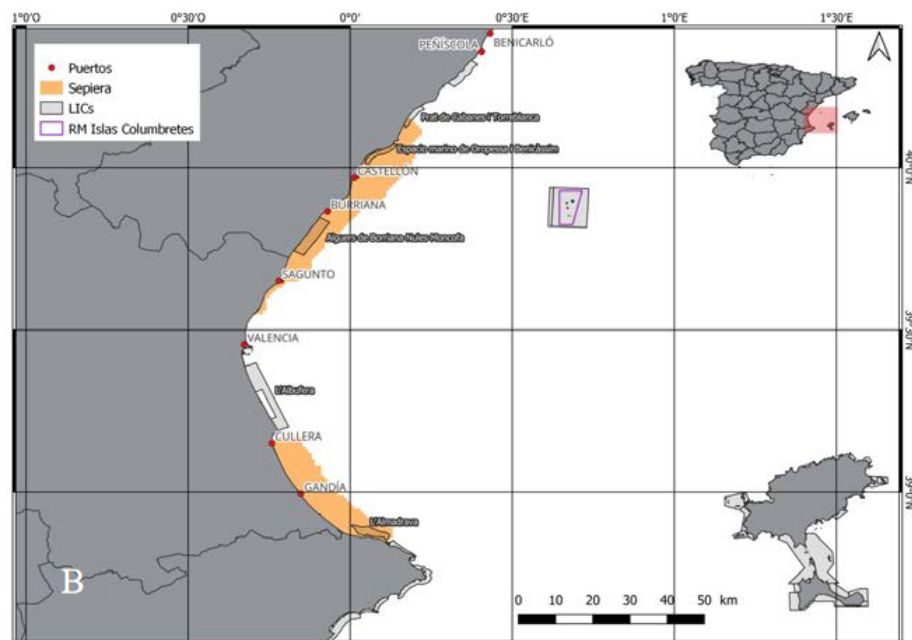 1°0'0 0°30'E 0°0' 0°30'E 1°0'E 1°30'E
BENICARLÓ
PEÑÍSCOLA
Puertos
Sepiera
LICs
RM Islas Columbretes
Prat de Cabanes i Torreblanca
Espacio marino de Oropesa i Benicàssim
40°0'N
CASTELLÓN
BURRIANA
Alguers de Borriana-Nules-Moncofa
SAGUNTO
39°30'N
VALENCIA
L'Albufera
CULLERA
39°0'N
GANDÍA
L'Almadrava
B
0 10 20 30 40 50 km